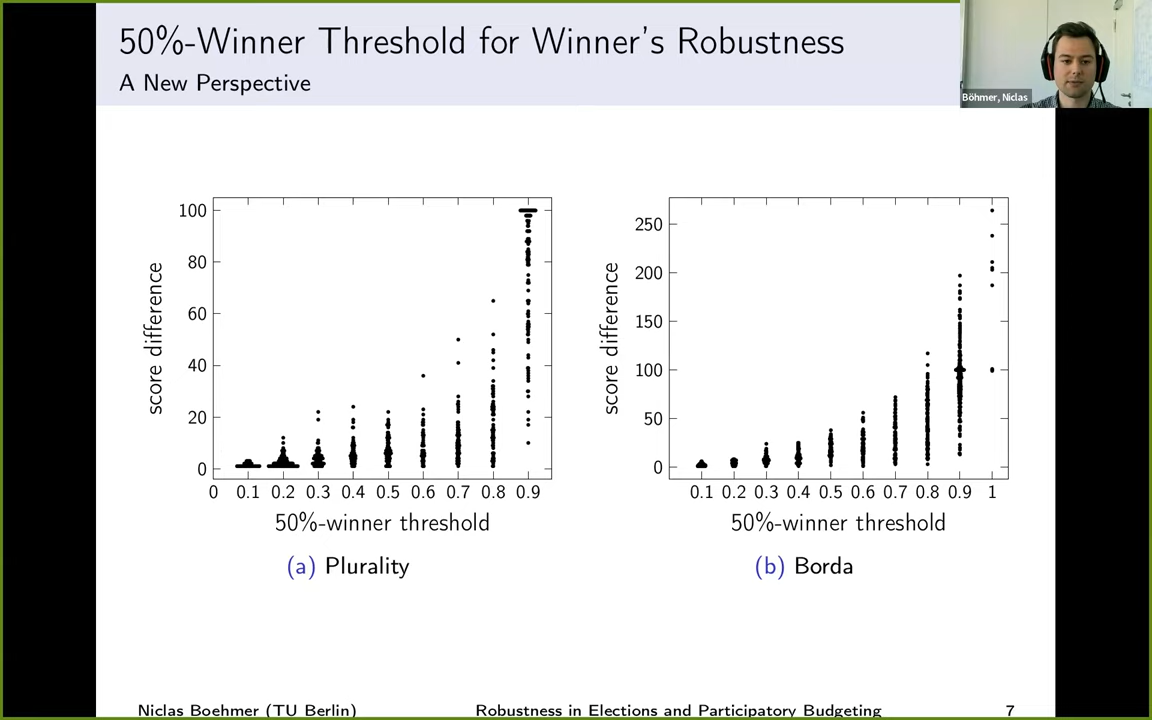 50%-Winner Threshold for Winner's Robustness
A New Perspective
Böhmer, Niclas
100
80
60
40
20
0
score difference
0 0.1 0.2 0.3 0.4 0.5 0.6 0.7 0.8 0.9
50%-winner threshold
(a) Plurality
250
200
150
100
50
0
score difference
0.1 0.2 0.3 0.4 0.5 0.6 0.7 0.8 0.9 1
50%-winner threshold
(b) Borda
Niclas Boehmer (TU Berlin) Robustness in Elections and Participatory Budgeting 7